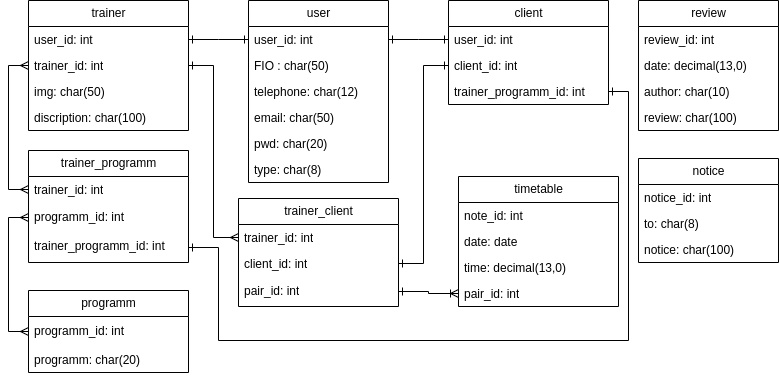 trainer
user_id: int
trainer_id: int
img: char(50)
discription: char(100)
user
user_id: int
FIO : char(50)
telephone: char(12)
email: char(50)
pwd: char(20)
type: char(8)
client
user_id: int
client_id: int
trainer_programm_id: int
review
review_id: int
date: decimal(13,0)
author: char(10)
review: char(100)
trainer_programm
trainer_id: int
programm_id: int
trainer_programm_id: int
trainer_client
trainer_id: int
client_id: int
pair_id: int
timetable
note_id: int
date: date
time: decimal(13,0)
pair_id: int
notice
notice_id: int
to: char(8)
notice: char(100)
programm
programm_id: int
programm: char(20)